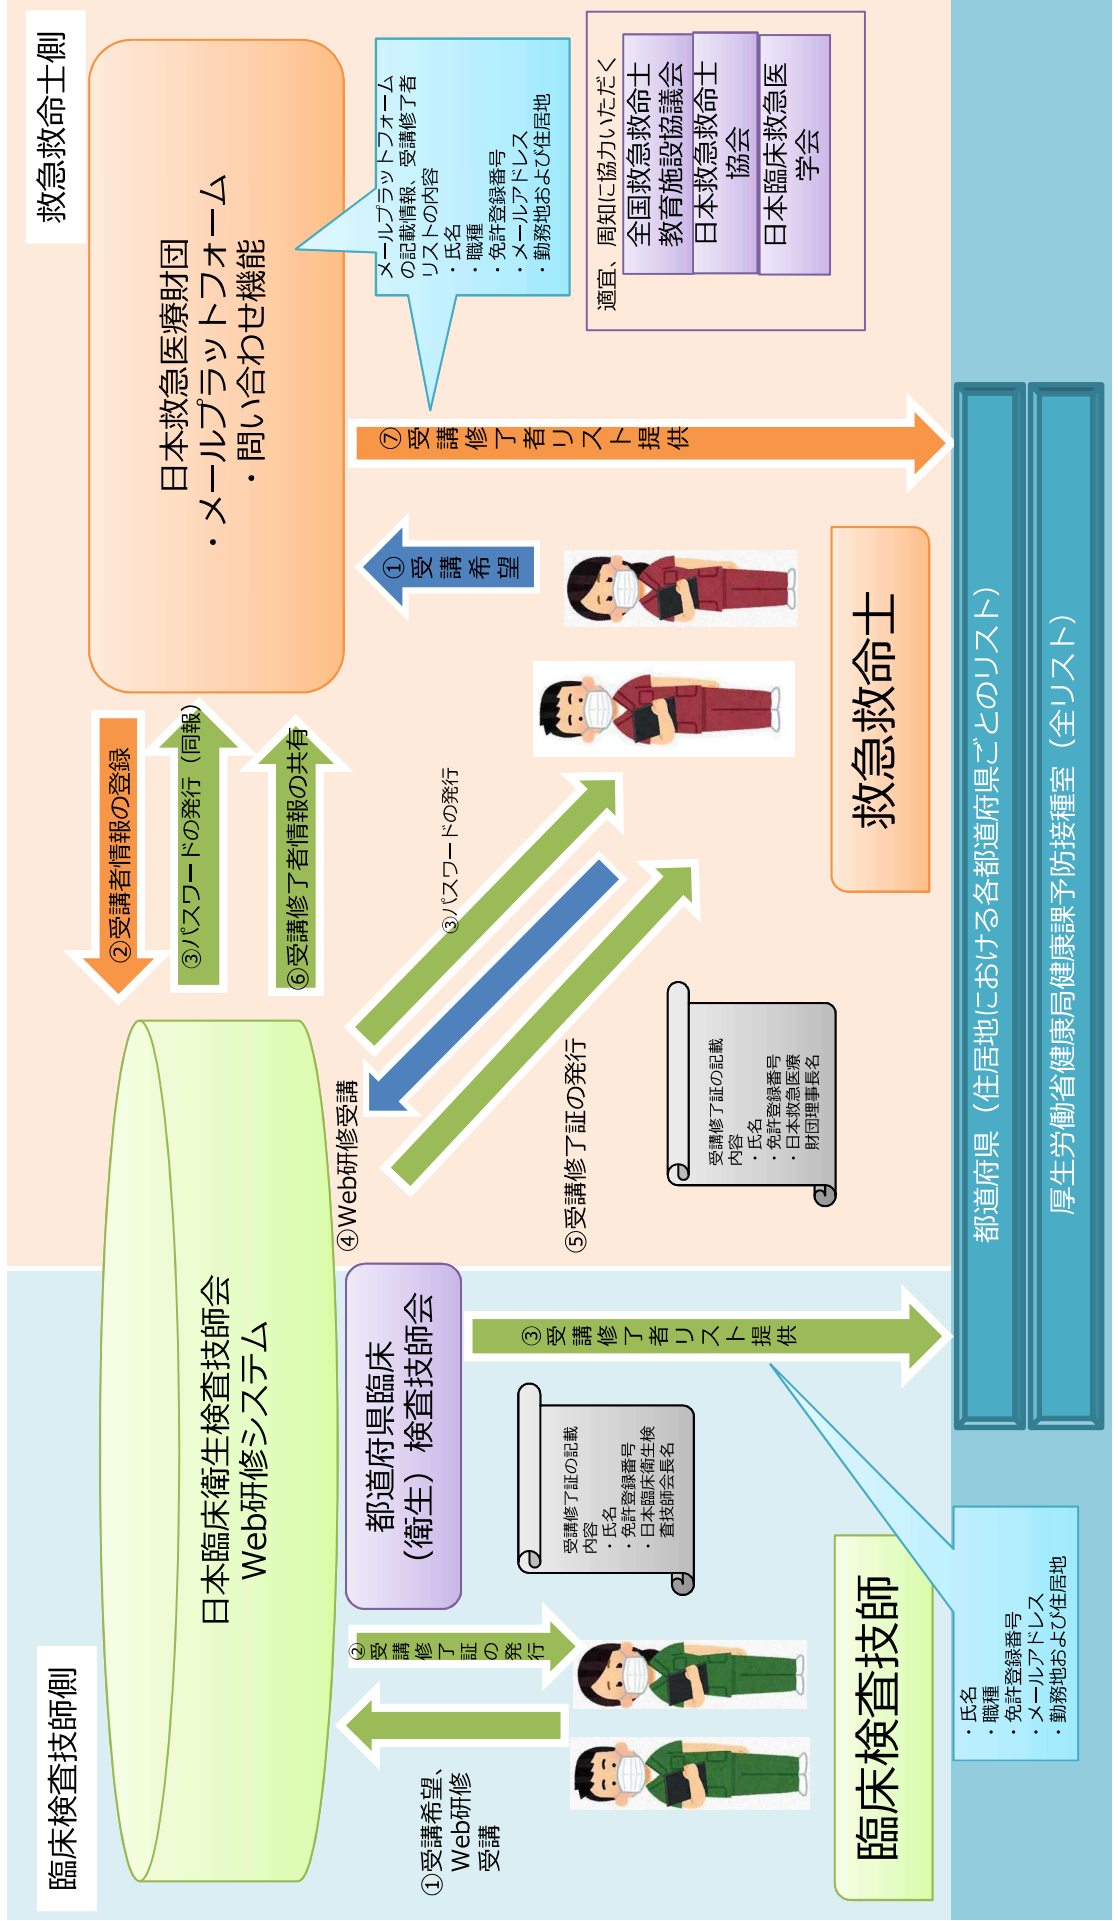 臨床検査技師側
救急救命士側
日本臨床衛生検査技師会
Web研修システム
②受講者情報の登録
③パスワードの発行（同報）
⑥受講修了者情報の共有
日本救急医療財団
・メールプラットフォーム
・問い合わせ機能
都道府県臨床
（衛生）検査技師会
①受講希望、
Web研修
受講
②受講修了証の発行
受講修了証の記載
内容
・氏名
・免許登録番号
・日本臨床衛生検
査技師会長名
③受講修了者リスト提供
④Web研修受講
③パスワードの発行
⑤受講修了証の発行
受講修了証の記載
内容
・氏名
・免許登録番号
・日本救急医療
財団理事長名
①受講希望
⑦受講修了者リスト提供
メールプラットフォーム
の記載情報、受講修了者
リストの内容
・氏名
・職種
・免許登録番号
・メールアドレス
・勤務地および住居地
適宜、周知に協力いただく
全国救急救命士
教育施設協議会
日本救急救命士
協会
日本臨床救急医
学会
臨床検査技師
救急救命士
・氏名
・職種
・免許登録番号
・メールアドレス
・勤務地および住居地
都道府県（住居地における各都道府県ごとのリスト）
厚生労働省健康局健康課予防接種室（全リスト）